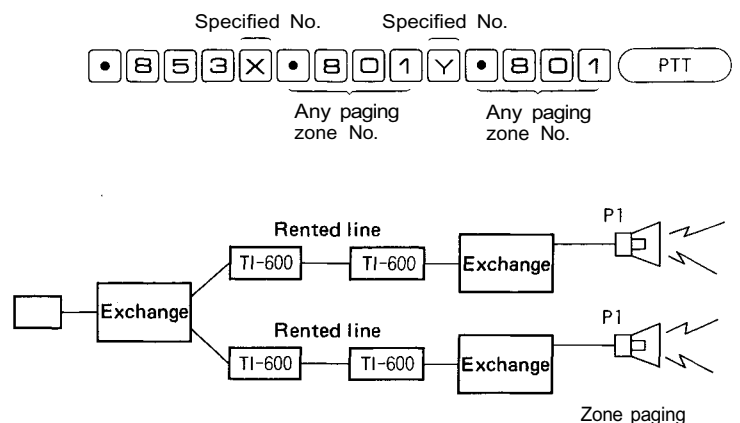 Specified No. Specified No.
• 8 5 3 X • 8 0 1 Y • 8 0 1 PTT
Any paging Any paging
zone No. zone No.
P1
Rented line
TI-600 TI-600 Exchange
Exchange
P1
Rented line
TI-600 TI-600 Exchange
Zone paging